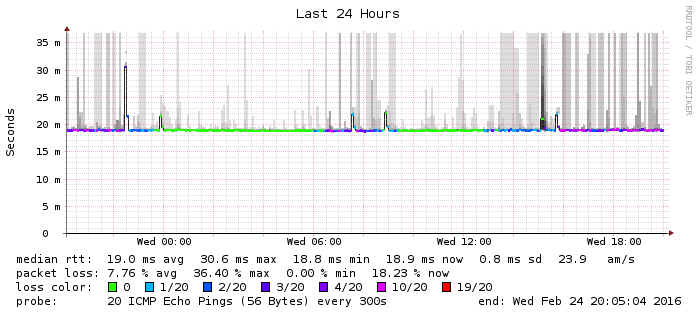 Last 24 Hours
RRDTOOL / TOBI OETIKER
Seconds
35 m
30 m
25 m
20 m
15 m
10 m
5 m
0
Wed 00:00 Wed 06:00 Wed 12:00 Wed 18:00
median rtt: 19.0 ms avg 30.6 ms max 18.8 ms min 18.9 ms now 0.8 ms sd 23.9 am/s
packet loss: 7.76 % avg 36.40 % max 0.00 % min 18.23 % now
loss color: 0 1/20 2/20 3/20 4/20 10/20 19/20
probe: 20 ICMP Echo Pings (56 Bytes) every 300s end: Wed Feb 24 20:05:04 2016